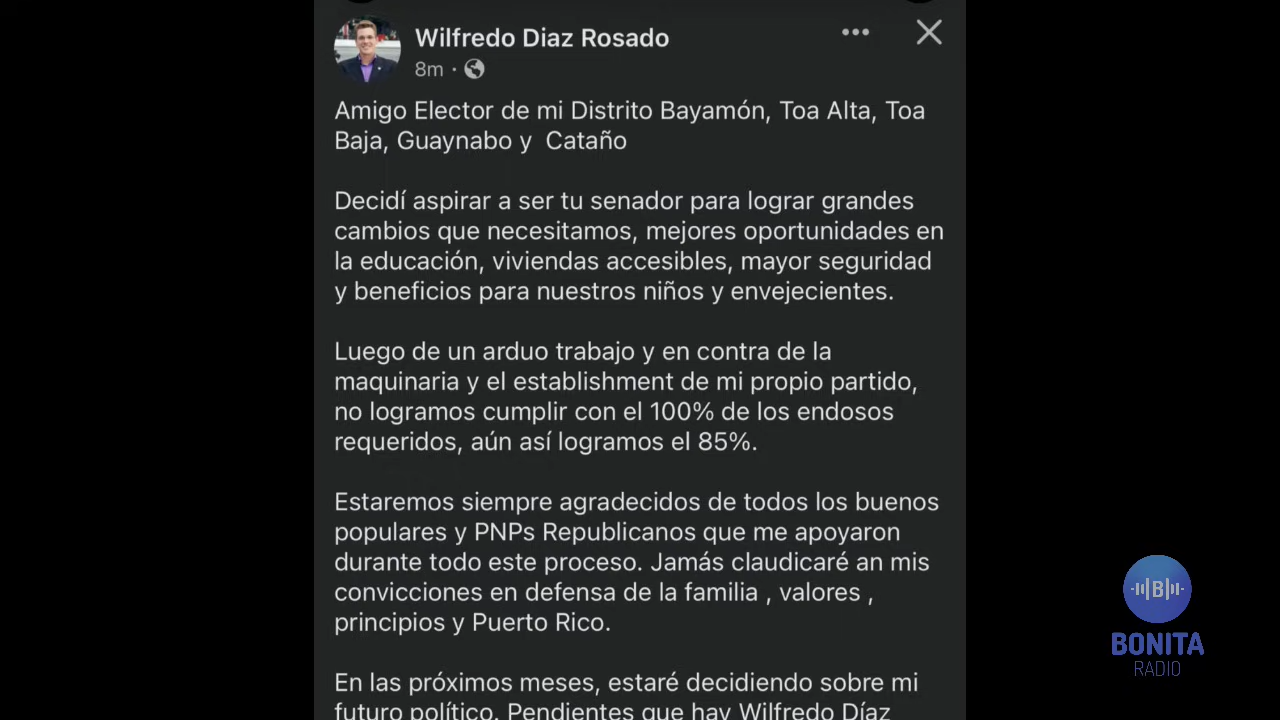 Wilfredo Diaz Rosado
8m ·
Amigo Elector de mi Distrito Bayamón, Toa Alta, Toa
Baja, Guaynabo y  Cataño
Decidí aspirar a ser tu senador para lograr grandes
cambios que necesitamos, mejores oportunidades en
la educación, viviendas accesibles, mayor seguridad
y beneficios para nuestros niños y envejecientes.
Luego de un arduo trabajo y en contra de la
maquinaria y el establishment de mi propio partido,
no logramos cumplir con el 100% de los endosos
requeridos, aún así logramos el 85%.
Estaremos siempre agradecidos de todos los buenos
populares y PNPs Republicanos que me apoyaron
durante todo este proceso. Jamás claudicaré an mis
convicciones en defensa de la familia , valores ,
principios y Puerto Rico.
En las próximos meses, estaré decidiendo sobre mi
futuro político. Pendientes que hay Wilfredo Díaz
B
BONITA
RADIO